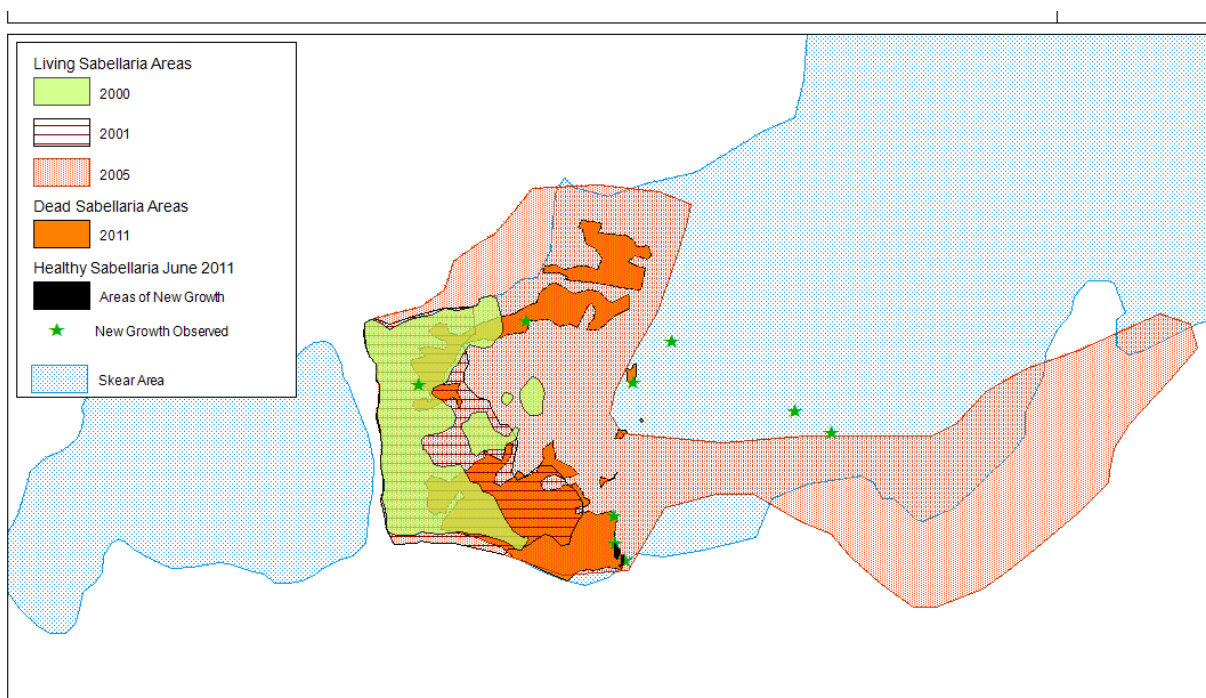 Living Sabellaria Areas
2000
2001
2005
Dead Sabellaria Areas
2011
Healthy Sabellaria June 2011
Areas of New Growth
New Growth Observed
Skear Area